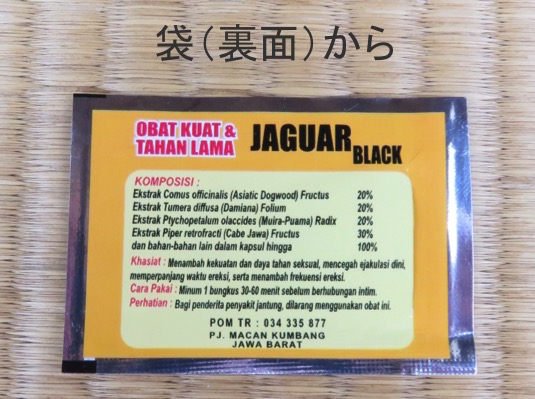 袋（裏面）から
OBAT KUAT &
TAHAN LAMA
JAGUAR
BLACK
KOMPOSISI :
Ekstrak Comus officinalis (Asiatic Dogwood) Fructus 20%
Ekstrak Tumera diffusa (Damiana) Folium 20%
Ekstrak Ptychopetalum olaccides (Muira-Puama) Radix 20%
Ekstrak Piper retrofracti (Cabe Jawa) Fructus 30%
dan bahan-bahan lain dalam kapsul hingga 100%
Khasiat : Menambah kekuatan dan daya tahan seksual, mencegah ejakulasi dini,
memperpanjang waktu ereksi, serta menambah frekuensi ereksi.
Cara Pakai : Minum 1 bungkus 30-60 menit sebelum berhubungan intim.
Perhatian : Bagi penderita penyakit jantung, dilarang menggunakan obat ini.
POM TR : 034 335 877
PJ. MACAN KUMBANG
JAWA BARAT